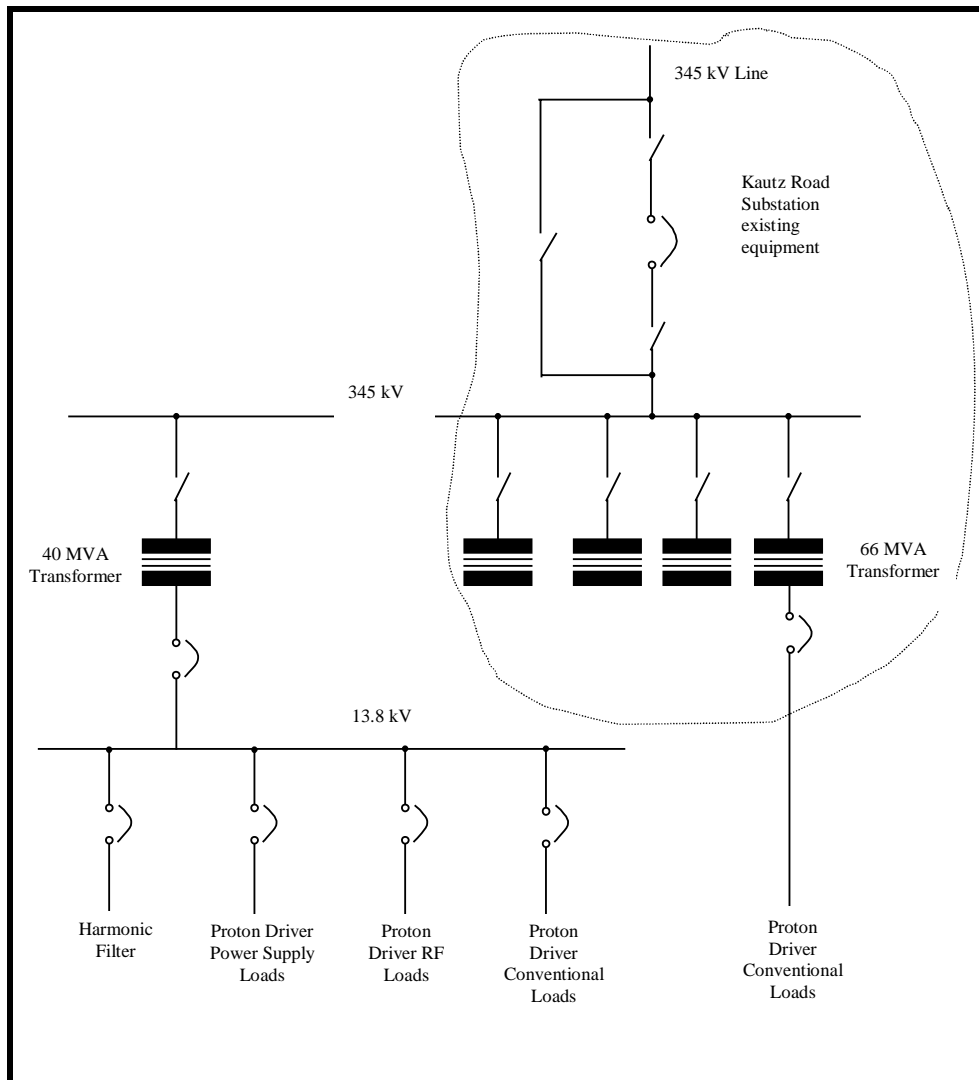 345 kV Line
Kautz Road
Substation
existing
equipment
345 kV
40 MVA
Transformer
66 MVA
Transformer
13.8 kV
Harmonic
Filter
Proton Driver
Power Supply
Loads
Proton
Driver RF
Loads
Proton
Driver
Conventional
Loads
Proton
Driver
Conventional
Loads